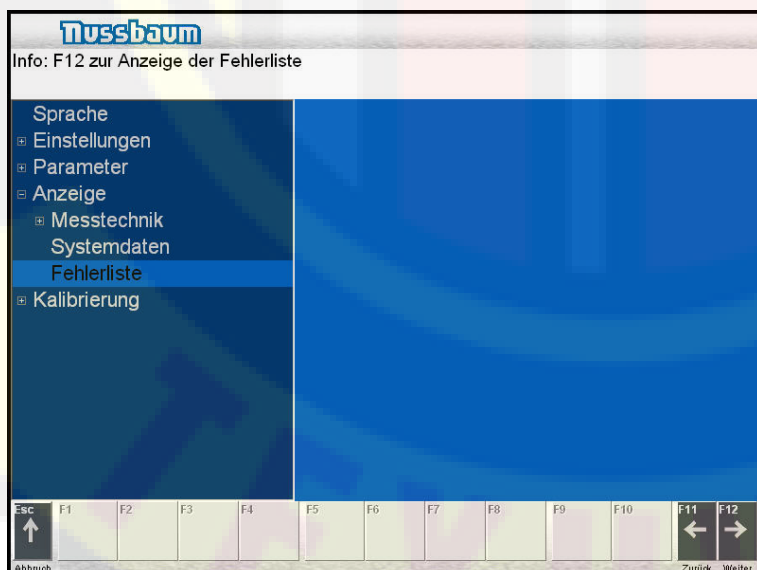 nussbaum
Info: F12 zur Anzeige der Fehlerliste
Sprache
Einstellungen
Parameter
Anzeige
Messtechnik
Systemdaten
Fehlerliste
Kalibrierung
Esc F1 F2 F3 F4 F5 F6 F7 F8 F9 F10 F11 F12
Abbruch Zurück Weiter